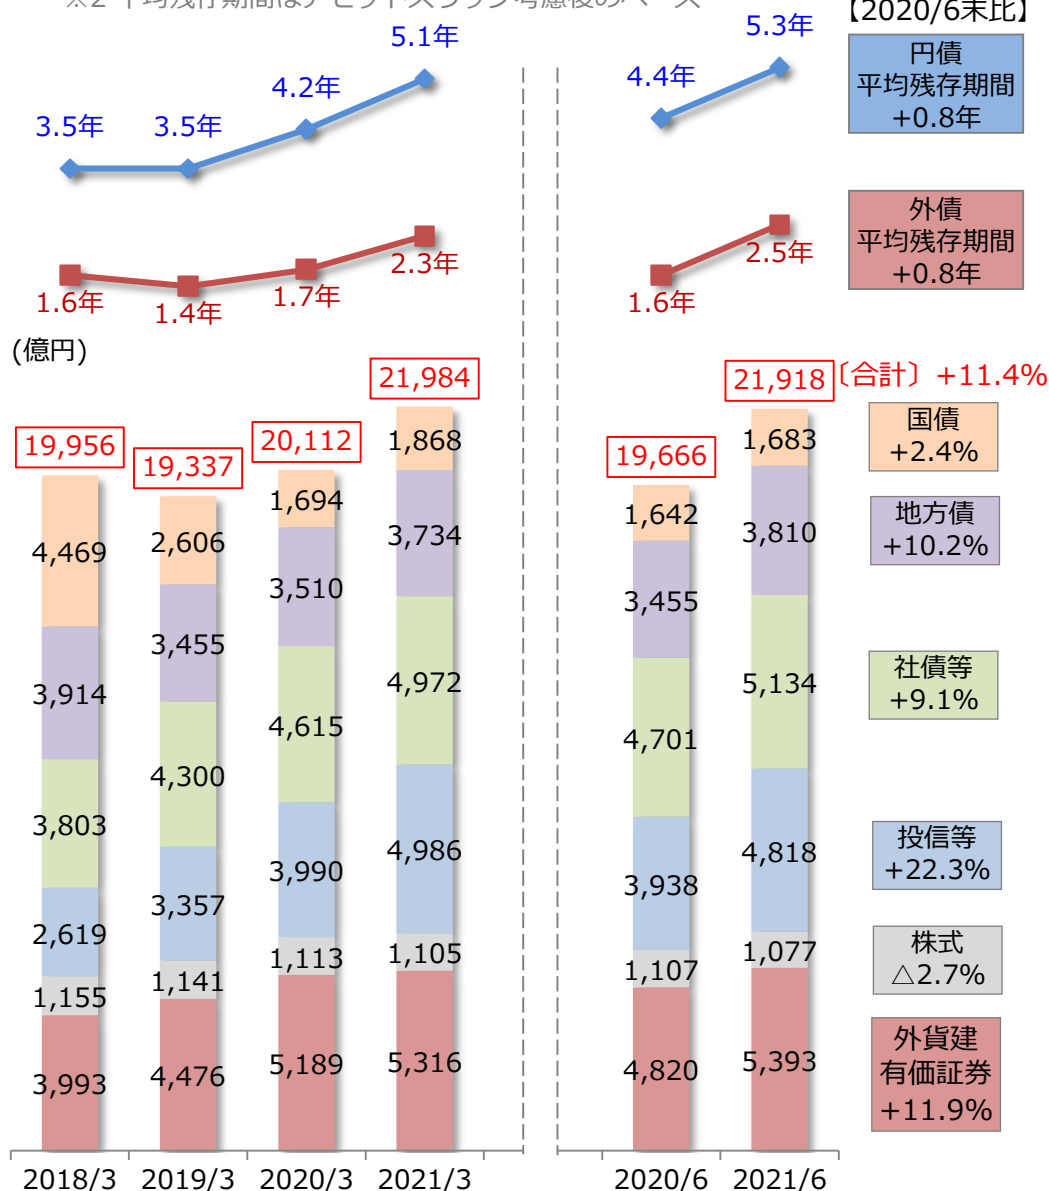 【2020/6末比】
5.1年
5.3年
4.2年
4.4年
3.5年
3.5年
円債
平均残存期間
+0.8年
1.6年
1.4年
1.7年
2.3年
1.6年
2.5年
外債
平均残存期間
+0.8年
(億円)
19,956
19,337
20,112
21,984
19,666
21,918
〔合計〕+11.4%
4,469
2,606
1,694
1,868
1,642
1,683
国債
+2.4%
3,914
3,455
3,510
3,734
3,455
3,810
地方債
+10.2%
3,803
4,300
4,615
4,972
4,701
5,134
社債等
+9.1%
2,619
3,357
3,990
4,986
3,938
4,818
投信等
+22.3%
1,155
1,141
1,113
1,105
1,107
1,077
株式
△2.7%
3,993
4,476
5,189
5,316
4,820
5,393
外貨建
有価証券
+11.9%
2018/3
2019/3
2020/3
2021/3
2020/6
2021/6